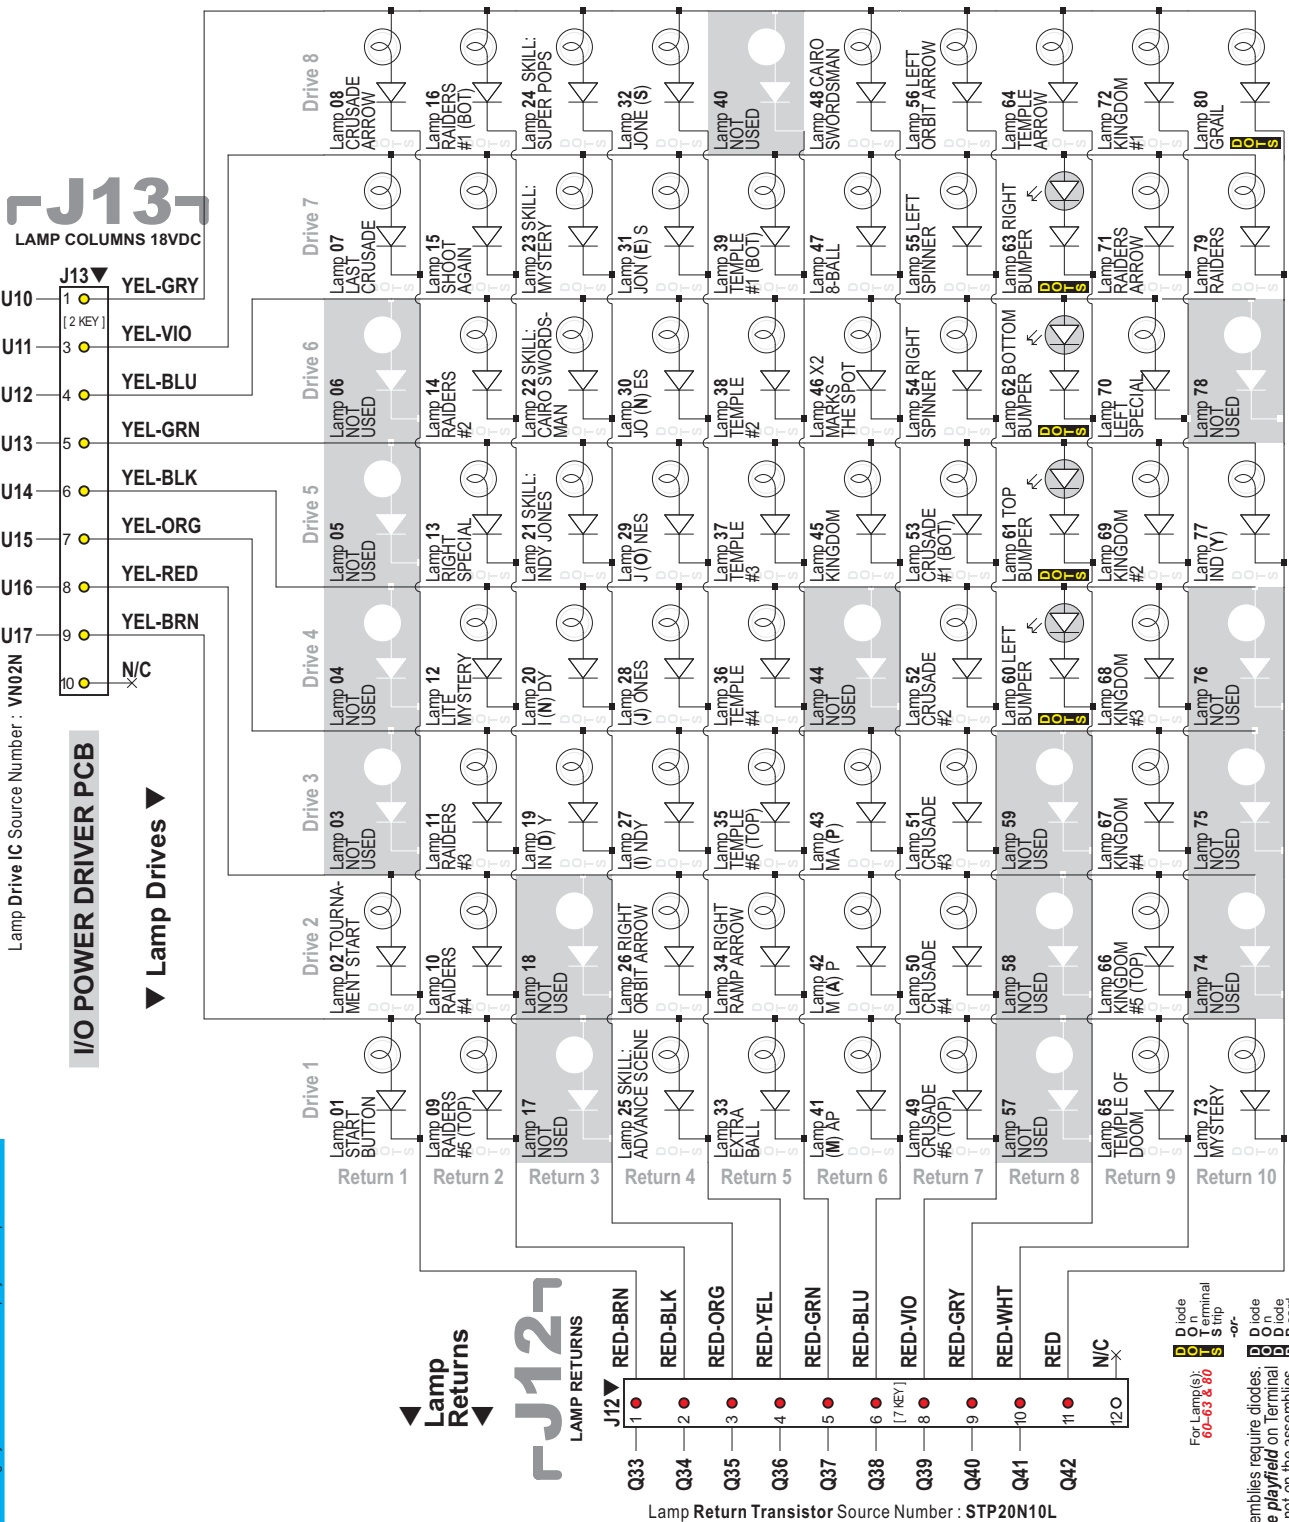 J13
LAMP COLUMNS 18VDC
J13▼
U10 1 YEL-GRY
[ 2 KEY ]
U11 3 YEL-VIO
U12 4 YEL-BLU
U13 5 YEL-GRN
U14 6 YEL-BLK
U15 7 YEL-ORG
U16 8 YEL-RED
U17 9 YEL-BRN
10 N/C
Lamp Drive IC Source Number : VN02N
I/O POWER DRIVER PCB
▼ Lamp Drives ▼
Drive 8
Lamp 08 CRUSADE ARROW
Lamp 16 RAIDERS #1 (BOT)
Lamp 24 SKILL: SUPER POPS
Lamp 32 JONE (S)
Lamp 40 NOT USED
Lamp 48 CAIRO SWORDSMAN
Lamp 56 LEFT ORBIT ARROW
Lamp 64 TEMPLE ARROW
Lamp 72 KINGDOM #1
Lamp 80 GRAIL
DOTS
Drive 7
Lamp 07 LAST CRUSADE
Lamp 15 SHOOT AGAIN
Lamp 23 SKILL: MYSTERY
Lamp 31 JON (E) S
Lamp 39 TEMPLE #1 (BOT)
Lamp 47 8-BALL
Lamp 55 LEFT SPINNER
Lamp 63 RIGHT BUMPER
DOTS
Lamp 71 RAIDERS ARROW
Lamp 79 RAIDERS
Drive 6
Lamp 06 NOT USED
Lamp 14 RAIDERS #2
Lamp 22 SKILL: CAIRO SWORDS-MAN
Lamp 30 JO (N) ES
Lamp 38 TEMPLE #2
Lamp 46 X2 MARKS THE SPOT
Lamp 54 RIGHT SPINNER
Lamp 62 BOTTOM BUMPER
DOTS
Lamp 70 LEFT SPECIAL
Lamp 78 NOT USED
Drive 5
Lamp 05 NOT USED
Lamp 13 RIGHT SPECIAL
Lamp 21 SKILL: INDY JONES
Lamp 29 J (O) NES
Lamp 37 TEMPLE #3
Lamp 45 KINGDOM
Lamp 53 CRUSADE #1 (BOT)
Lamp 61 TOP BUMPER
DOTS
Lamp 69 KINGDOM #2
Lamp 77 IND (Y)
Drive 4
Lamp 04 NOT USED
Lamp 12 LITE MYSTERY
Lamp 20 I (N) DY
Lamp 28 (J) ONES
Lamp 36 TEMPLE #4
Lamp 44 NOT USED
Lamp 52 CRUSADE #2
Lamp 60 LEFT BUMPER
DOTS
Lamp 68 KINGDOM #3
Lamp 76 NOT USED
Drive 3
Lamp 03 NOT USED
Lamp 11 RAIDERS #3
Lamp 19 IN (D) Y
Lamp 27 (I) NDY
Lamp 35 TEMPLE #5 (TOP)
Lamp 43 MA (P)
Lamp 51 CRUSADE #3
Lamp 59 NOT USED
Lamp 67 KINGDOM #4
Lamp 75 NOT USED
Drive 2
Lamp 02 TOURNA-MENT START
Lamp 10 RAIDERS #4
Lamp 18 NOT USED
Lamp 26 RIGHT ORBIT ARROW
Lamp 34 RIGHT RAMP ARROW
Lamp 42 M (A) P
Lamp 50 CRUSADE #4
Lamp 58 NOT USED
Lamp 66 KINGDOM #5 (TOP)
Lamp 74 NOT USED
Drive 1
Lamp 01 START BUTTON
Lamp 09 RAIDERS #5 (TOP)
Lamp 17 NOT USED
Lamp 25 SKILL: ADVANCE SCENE
Lamp 33 EXTRA BALL
Lamp 41 (M) AP
Lamp 49 CRUSADE #5 (TOP)
Lamp 57 NOT USED
Lamp 65 TEMPLE OF DOOM
Lamp 73 MYSTERY
Return 1
Return 2
Return 3
Return 4
Return 5
Return 6
Return 7
Return 8
Return 9
Return 10
▼ Lamp Returns ▼
J12
LAMP RETURNS
J12▼
Q33 1 RED-BRN
Q34 2 RED-BLK
Q35 3 RED-ORG
Q36 4 RED-YEL
Q37 5 RED-GRN
Q38 6 RED-BLU
[ 7 KEY ]
Q39 8 RED-VIO
Q40 9 RED-GRY
Q41 10 RED-WHT
Q42 11 RED
12 N/C
Lamp Return Transistor Source Number : STP20N10L
For Lamp(s):
60-63 & 80
D Diode
O On
T Terminal
S Strip
-or-
D Diode
O On
D Diode
emblies require diodes.
e playfield on Terminal
not on the assemblies